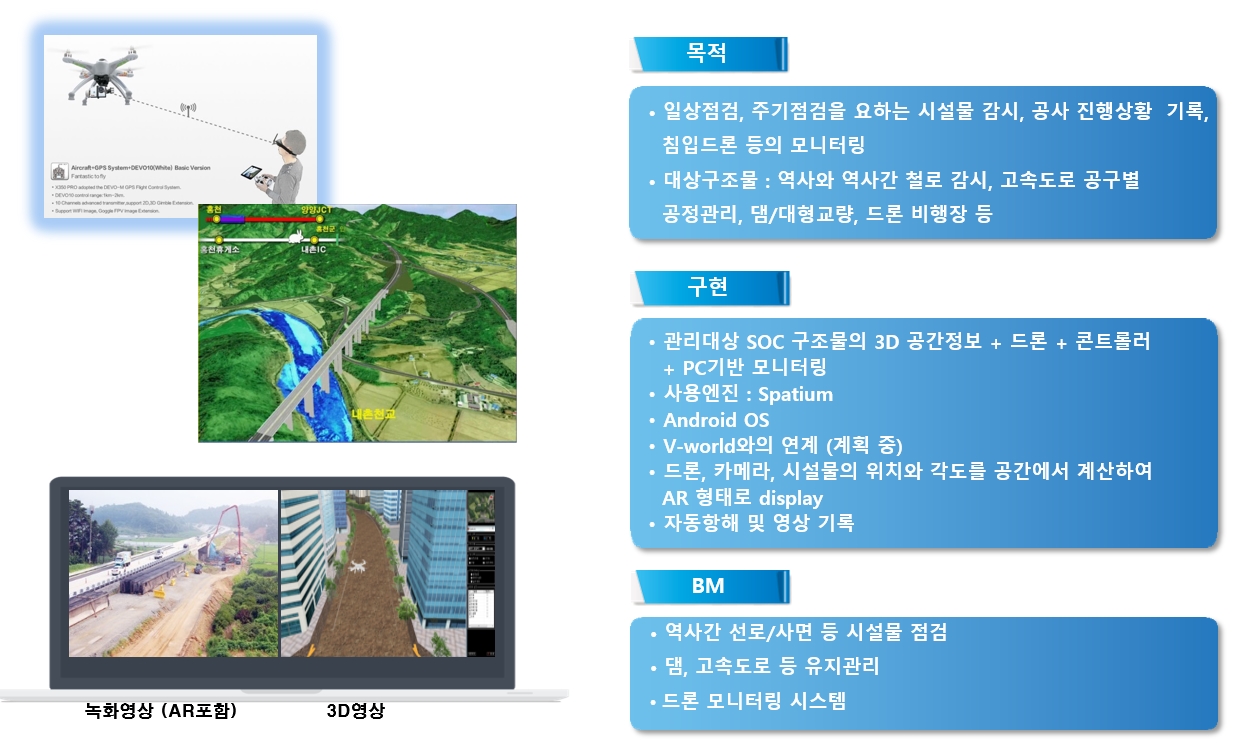 Aircraft+GPS System+DEVO10(White) Basic Version
Fantastic to fly
• X350 PRO adopted the DEVO-M GPS Flight Control System.
• DEVO10 control range:1km~2km.
• 10 Channels advanced transmitter,support 2D,3D Gimble Extension.
• Support WIFI Image, Goggle FPV Image Extension.
홍천 양양JCT
홍천군
홍천휴게소 내촌IC
내촌천교
녹화영상 (AR포함) 3D영상
목적
• 일상점검, 주기점검을 요하는 시설물 감시, 공사 진행상황 기록,
침입드론 등의 모니터링
• 대상구조물 : 역사와 역사간 철로 감시, 고속도로 공구별
공정관리, 댐/대형교량, 드론 비행장 등
구현
• 관리대상 SOC 구조물의 3D 공간정보 + 드론 + 콘트롤러
+ PC기반 모니터링
• 사용엔진 : Spatium
• Android OS
• V-world와의 연계 (계획 중)
• 드론, 카메라, 시설물의 위치와 각도를 공간에서 계산하여
AR 형태로 display
• 자동항해 및 영상 기록
BM
• 역사간 선로/사면 등 시설물 점검
• 댐, 고속도로 등 유지관리
• 드론 모니터링 시스템